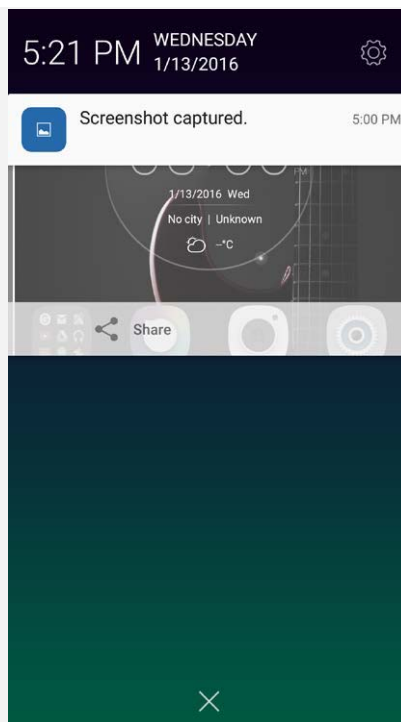 5:21 PM
WEDNESDAY
1/13/2016
Screenshot captured.
5:00 PM
PM
1/13/2016 Wed
No city | Unknown
--°C
Share